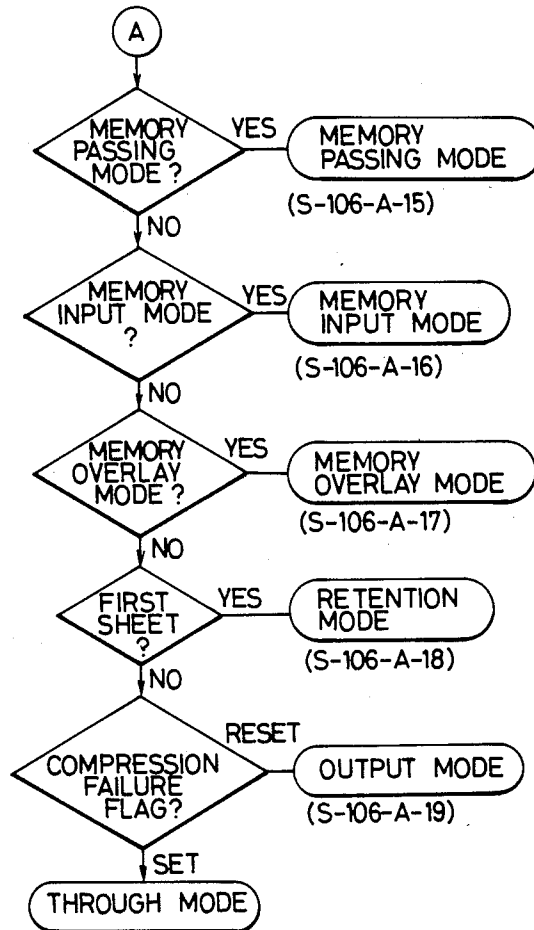 A
MEMORY
PASSING
MODE ?
YES
MEMORY
PASSING MODE
(S-106-A-15)
NO
MEMORY
INPUT MODE
?
YES
MEMORY
INPUT MODE
(S-106-A-16)
NO
MEMORY
OVERLAY
MODE ?
YES
MEMORY
OVERLAY MODE
(S-106-A-17)
NO
FIRST
SHEET
?
YES
RETENTION
MODE
(S-106-A-18)
NO
COMPRESSION
FAILURE
FLAG?
RESET
OUTPUT MODE
(S-106-A-19)
SET
THROUGH MODE